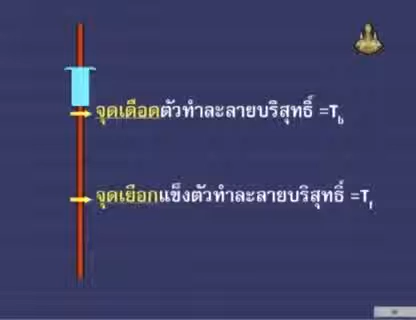 จุดเดือดตัวทำละลายบริสุทธิ์ =Tb
จุดเยือกแข็งตัวทำละลายบริสุทธิ์ =Tf